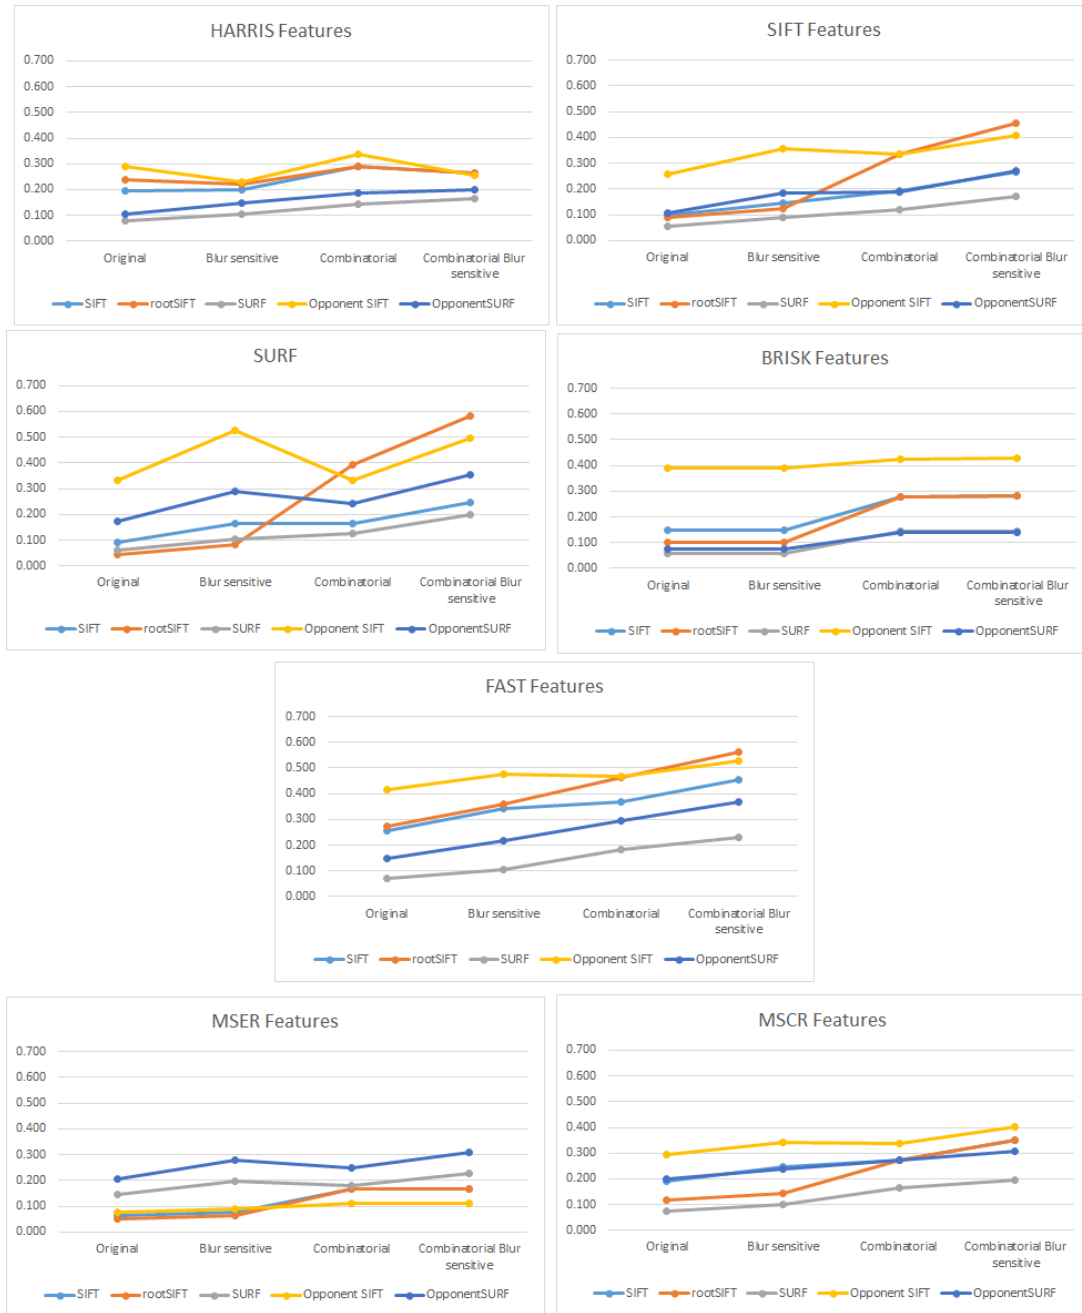 HARRIS Features
0.700
0.600
0.500
0.400
0.300
0.200
0.100
0.000
Original Blur sensitive Combinatorial Combinatorial Blur
sensitive
SIFT rootSIFT SURF Opponent SIFT OpponentSURF
SIFT Features
0.700
0.600
0.500
0.400
0.300
0.200
0.100
0.000
Original Blur sensitive Combinatorial Combinatorial Blur
sensitive
SIFT rootSIFT SURF Opponent SIFT OpponentSURF
SURF
0.700
0.600
0.500
0.400
0.300
0.200
0.100
0.000
Original Blur sensitive Combinatorial Combinatorial Blur
sensitive
SIFT rootSIFT SURF Opponent SIFT OpponentSURF
BRISK Features
0.700
0.600
0.500
0.400
0.300
0.200
0.100
0.000
Original Blur sensitive Combinatorial Combinatorial Blur
sensitive
SIFT rootSIFT SURF Opponent SIFT OpponentSURF
FAST Features
0.700
0.600
0.500
0.400
0.300
0.200
0.100
0.000
Original Blur sensitive Combinatorial Combinatorial Blur
sensitive
SIFT rootSIFT SURF Opponent SIFT OpponentSURF
MSER Features
0.700
0.600
0.500
0.400
0.300
0.200
0.100
0.000
Original Blur sensitive Combinatorial Combinatorial Blur
sensitive
SIFT rootSIFT SURF Opponent SIFT OpponentSURF
MSCR Features
0.700
0.600
0.500
0.400
0.300
0.200
0.100
0.000
Original Blur sensitive Combinatorial Combinatorial Blur
sensitive
SIFT rootSIFT SURF Opponent SIFT OpponentSURF